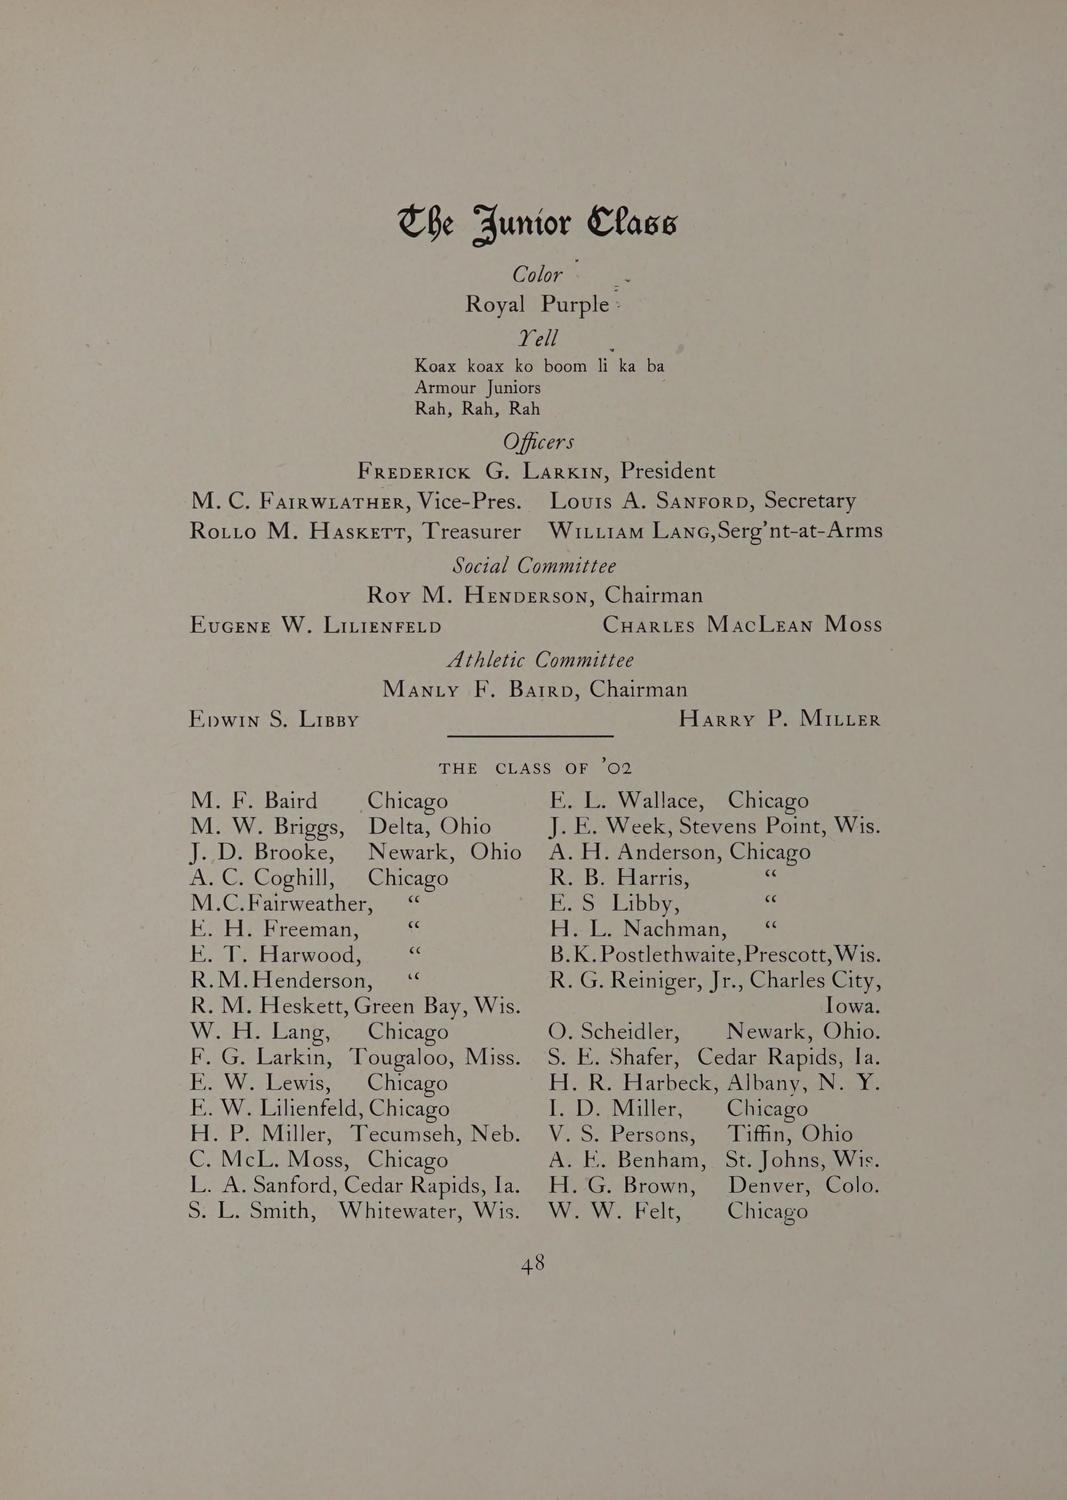 The Junior Class
Color
Royal Purple
Yell
Koax koax ko boom li ka ba
Armour Juniors
Rah, Rah, Rah
Officers
Frederick G. Larkin, President
M. C. Fairweather, Vice-Pres. Louis A. Sanford, Secretary
Rollo M. Haskett, Treasurer William Lang, Serg'nt-at-Arms
Social Committee
Roy M. Henderson, Chairman
Eugene W. Lilienfeld Charles MacLean Moss
Athletic Committee
Manly F. Baird, Chairman
Edwin S. Libby Harry P. Miller
THE CLASS OF '02
M. F. Baird Chicago
M. W. Briggs, Delta, Ohio
J. D. Brooke, Newark, Ohio
A. C. Coghill, Chicago
M.C.Fairweather, “
E. H. Freeman, “
E. T. Harwood, “
R.M.Henderson, “
R. M. Heskett, Green Bay, Wis.
W. H. Lang, Chicago
F. G. Larkin, Tougaloo, Miss.
E. W. Lewis, Chicago
E. W. Lilienfeld, Chicago
H. P. Miller, Tecumseh, Neb.
C. McL. Moss, Chicago
L. A. Sanford, Cedar Rapids, Ia.
S. L. Smith, Whitewater, Wis.
E. L. Wallace, Chicago
J. E. Week, Stevens Point, Wis.
A. H. Anderson, Chicago
R. B. Harris, “
E. S Libby, “
H. L. Nachman, “
B.K. Postlethwaite, Prescott, Wis.
R. G. Reiniger, Jr., Charles City,
Iowa.
O. Scheidler, Newark, Ohio.
S. E. Shafer, Cedar Rapids, Ia.
H. R. Harbeck, Albany, N. Y.
I. D. Miller, Chicago
V. S. Persons, Tiffin, Ohio
A. E. Benham, St. Johns, Wis.
H. G. Brown, Denver, Colo.
W. W. Felt, Chicago
48